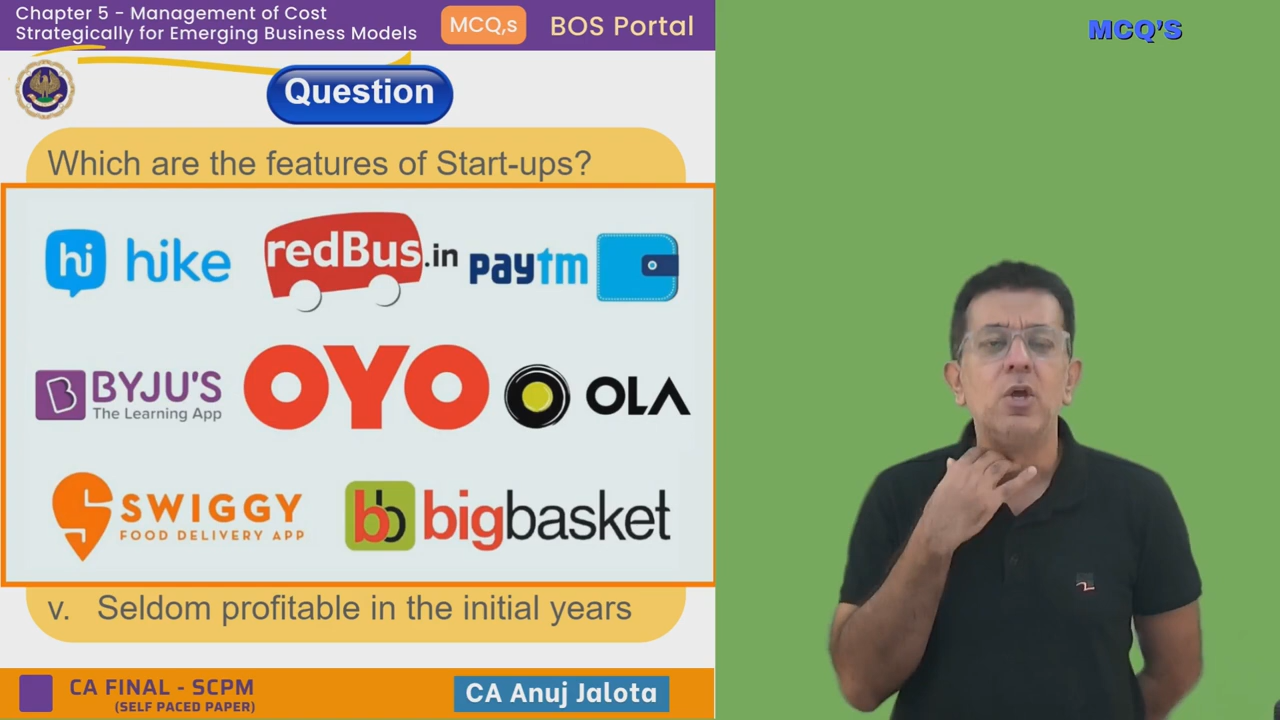 Chapter 5 - Management of Cost
Strategically for Emerging Business Models
MCQ,s
BOS Portal
MCQ'S
Question
Which are the features of Start-ups?
hi hike
redBus.in
paytm
B BYJU'S
The Learning App
OYO
OLA
SWIGGY
FOOD DELIVERY APP
bb bigbasket
v. Seldom profitable in the initial years
CA FINAL - SCPM
(SELF PACED PAPER)
CA Anuj Jalota